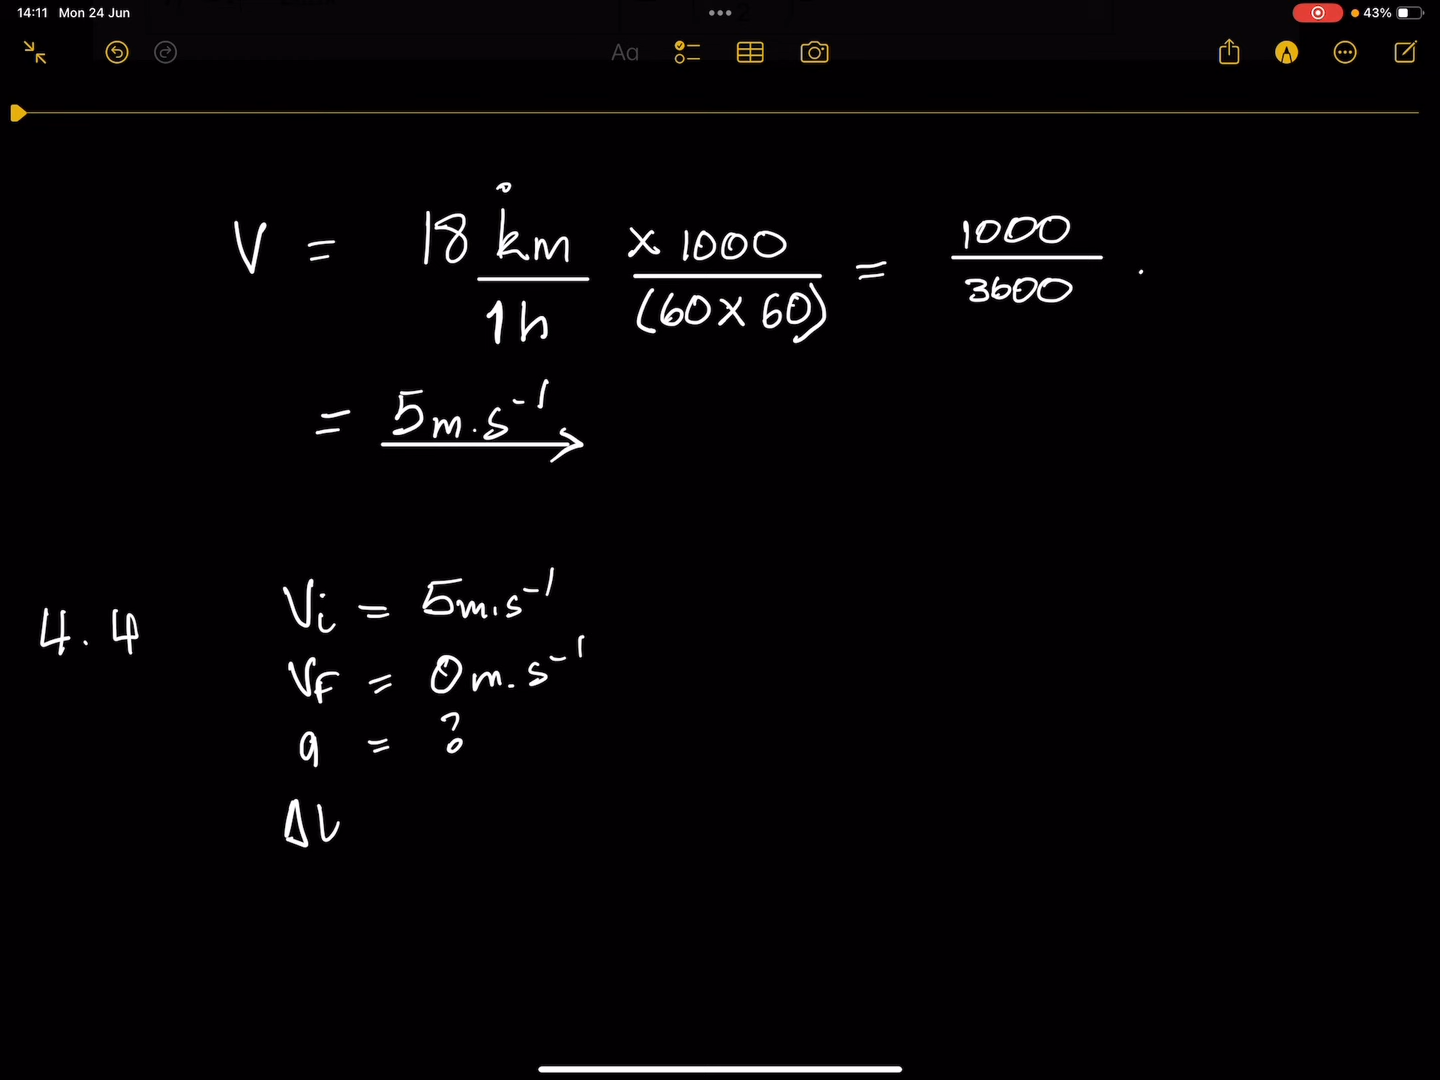 14:11 Mon 24 Jun
43%
Aa
V = 18 km / 1h × 1000 / (60 × 60) = 1000 / 3600 .
= 5m.s⁻¹
4.4 Vi = 5m.s⁻¹
VF = 0m.s⁻¹
a = ?
Δ